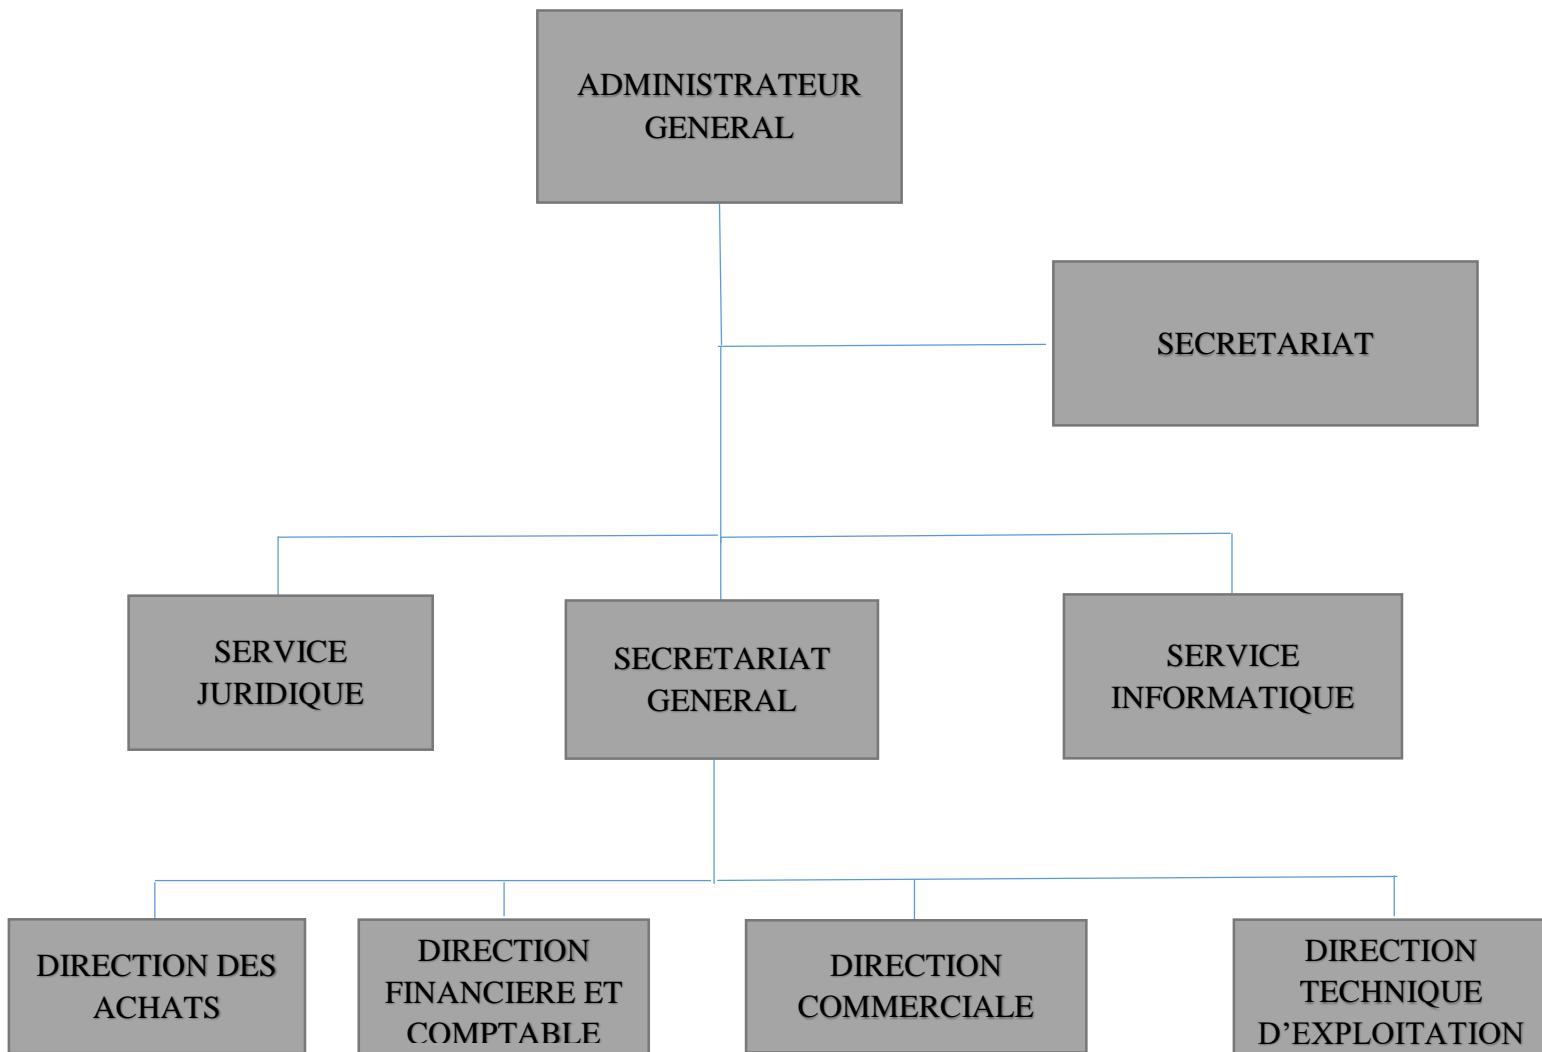 ADMINISTRATEUR
GENERAL
SECRETARIAT
SERVICE
JURIDIQUE
SECRETARIAT
GENERAL
SERVICE
INFORMATIQUE
DIRECTION DES
ACHATS
DIRECTION
FINANCIERE ET
COMPTABLE
DIRECTION
COMMERCIALE
DIRECTION
TECHNIQUE
D’EXPLOITATION